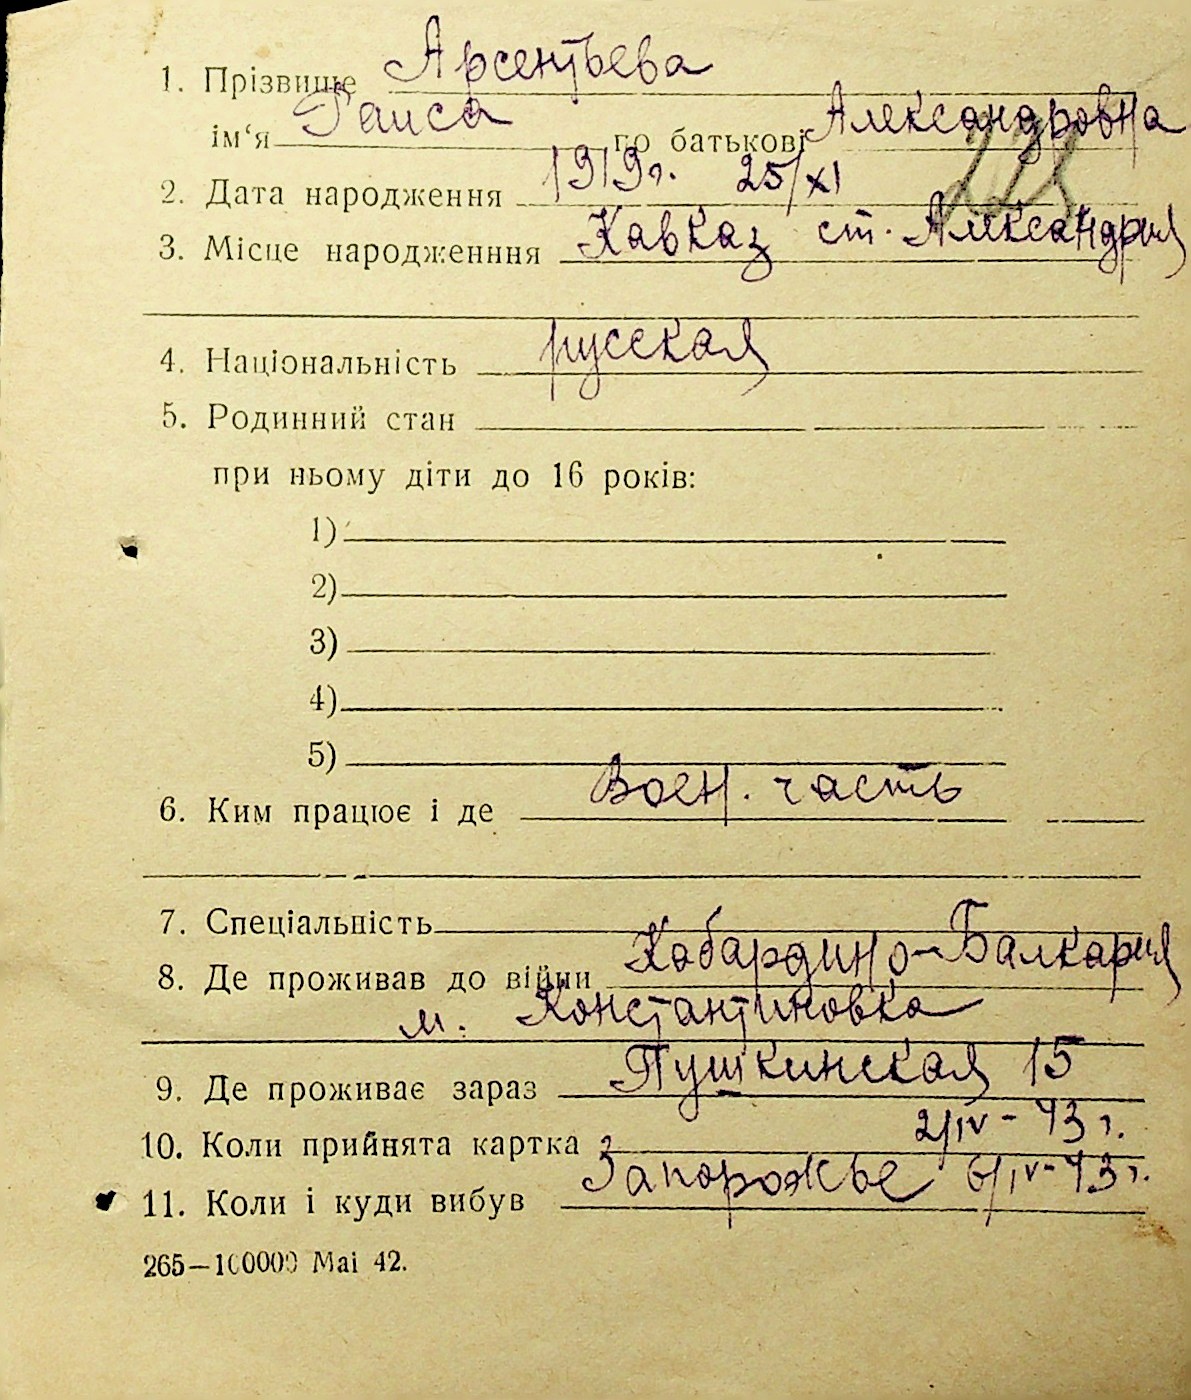 1. Прізвище Арсентьева
ім‘я Раиса по батькові Александровна
2. Дата народження 1919 г. 25/XI
3. Місце народженння Кавказ ст. Александрия
4. Національність русская
5. Родинний стан
при ньому діти до 16 років:
1)
2)
3)
4)
5)
6. Ким працює і де Воен. часть
7. Спеціальність
8. Де проживав до війни Кабардино-Балкария
м. Константиновка
9. Де проживає зараз Пушкинская 15
10. Коли прийнята картка 2/IV - 43 г.
11. Коли і куди вибув Запорожье 6/IV-43 г.
265—100000 Mai 42.